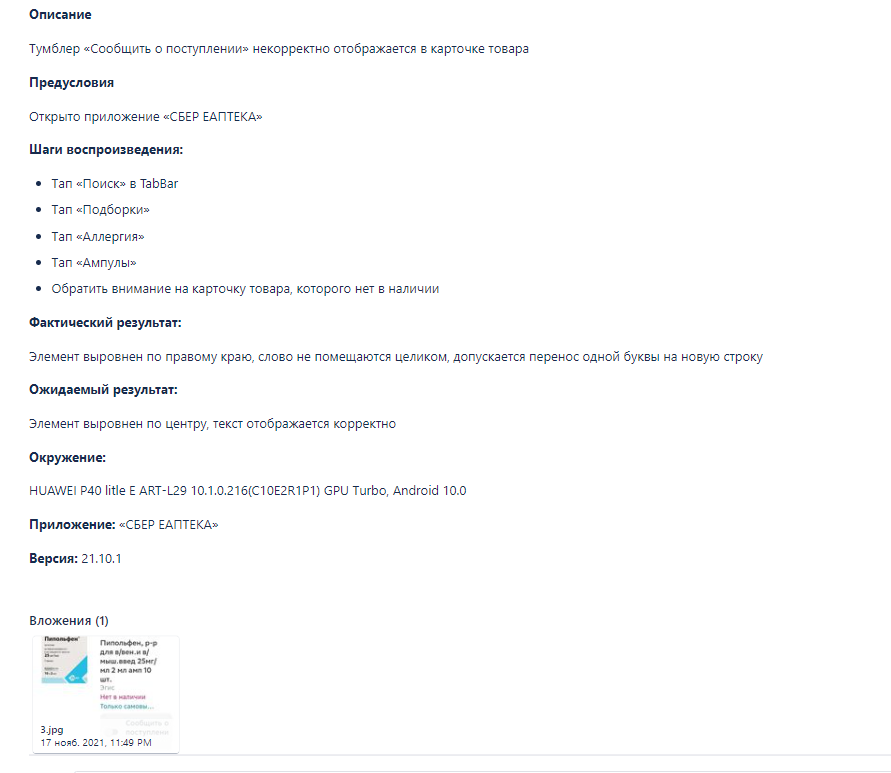 Описание
Тумблер «Сообщить о поступлении» некорректно отображается в карточке товара
Предусловия
Открыто приложение «СБЕР ЕАПТЕКА»
Шаги воспроизведения:
Тап «Поиск» в TabBar
Тап «Подборки»
Тап «Аллергия»
Тап «Ампулы»
Обратить внимание на карточку товара, которого нет в наличии
Фактический результат:
Элемент выровнен по правому краю, слово не помещаются целиком, допускается перенос одной буквы на новую строку
Ожидаемый результат:
Элемент выровнен по центру, текст отображается корректно
Окружение:
HUAWEI P40 litle E ART-L29 10.1.0.216(C10E2R1P1) GPU Turbo, Android 10.0
Приложение: «СБЕР ЕАПТЕКА»
Версия: 21.10.1
Вложения (1)
Пипольфен
Пипольфен, р-р
для в/вен.и в/
мыш.введ 25мг/
мл 2 мл амп 10
шт.
Эгис
Нет в наличии
Только самовы...
Сообщить о
поступлени
3.jpg
17 нояб. 2021, 11:49 PM